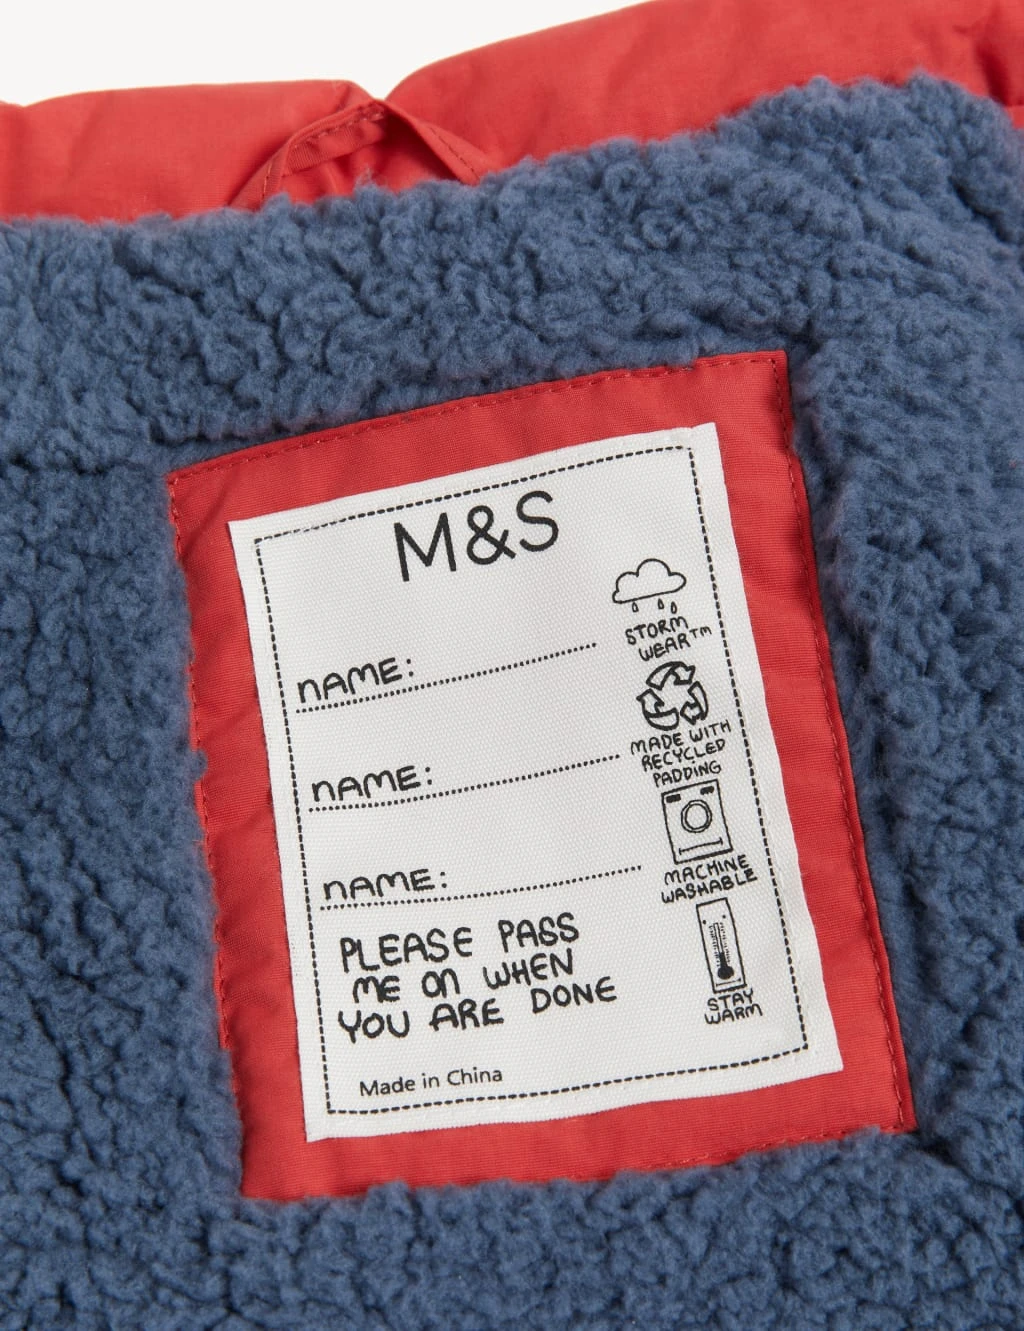 M&S
NAME:
NAME:
NAME:
PLEASE PASS
ME ON WHEN
YOU ARE DONE
Made in China
STORM
WEAR™
MADE WITH
RECYCLED
PADDING
MACHINE
WASHABLE
STAY
WARM